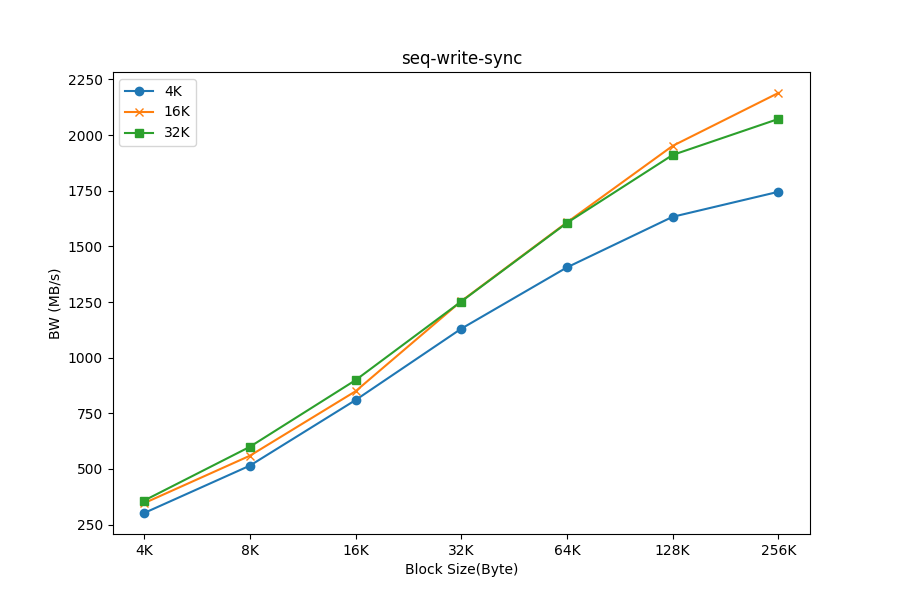 seq-write-sync
4K
16K
32K
2250
2000
1750
1500
1250
1000
750
500
250
BW (MB/s)
4K 8K 16K 32K 64K 128K 256K
Block Size(Byte)